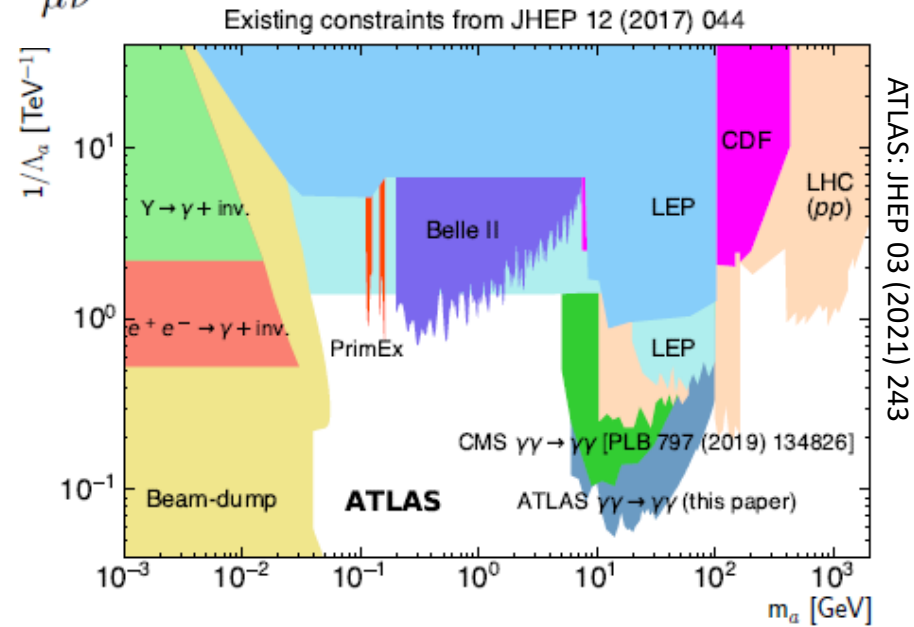 μν
Existing constraints from JHEP 12 (2017) 044
1/Λₐ [TeV⁻¹]
10¹
10⁰
10⁻¹
CDF
LHC
(pp)
Υ → γ + inv.
LEP
Belle II
e⁺ e⁻ → γ + inv.
PrimEx
LEP
CMS γγ → γγ [PLB 797 (2019) 134826]
Beam-dump
ATLAS
ATLAS γγ → γγ (this paper)
10⁻³
10⁻²
10⁻¹
10⁰
10¹
10²
10³
mₐ [GeV]
ATLAS: JHEP 03 (2021) 243